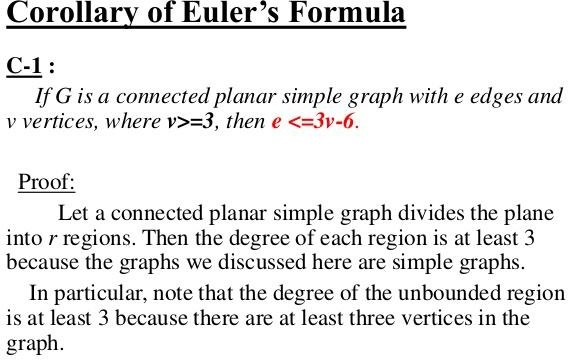 Corollary of Euler’s Formula
C-1 :
If G is a connected planar simple graph with e edges and
v vertices, where v>=3, then e <=3v-6.
Proof:
Let a connected planar simple graph divides the plane
into r regions. Then the degree of each region is at least 3
because the graphs we discussed here are simple graphs.
In particular, note that the degree of the unbounded region
is at least 3 because there are at least three vertices in the
graph.